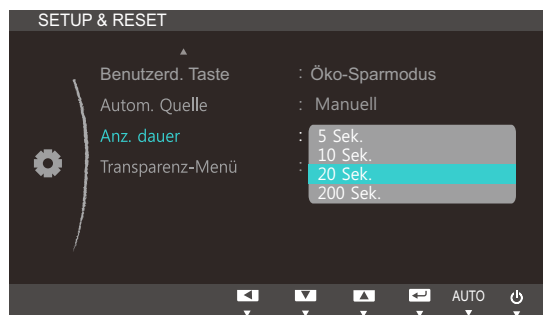 SETUP & RESET
Benutzerd. Taste : Öko-Sparmodus
Autom. Quelle : Manuell
Anz. dauer :
5 Sek.
10 Sek.
20 Sek.
200 Sek.
Transparenz-Menü :
AUTO